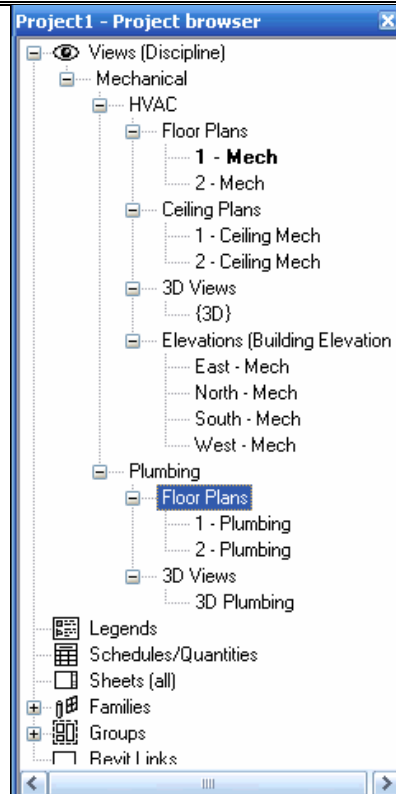 Project1 - Project browser
Views (Discipline)
Mechanical
HVAC
Floor Plans
1 - Mech
2 - Mech
Ceiling Plans
1 - Ceiling Mech
2 - Ceiling Mech
3D Views
{3D}
Elevations (Building Elevation
East - Mech
North - Mech
South - Mech
West - Mech
Plumbing
Floor Plans
1 - Plumbing
2 - Plumbing
3D Views
3D Plumbing
Legends
Schedules/Quantities
Sheets (all)
Families
Groups
Revit Links